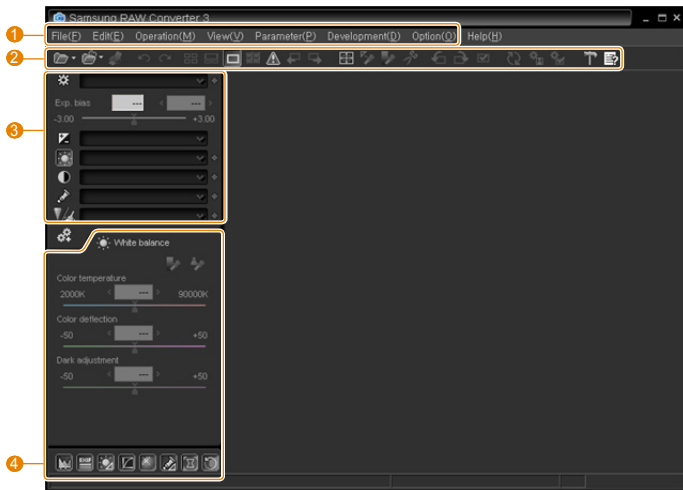 Samsung RAW Converter 3
1 File(F) Edit(E) Operation(M) View(V) Parameter(P) Development(D) Option(O) Help(H)
2
3
Exp. bias ---
---
-3.00 +3.00
White balance
Color temperature
2000K --- 90000K
Color deflection
-50 --- +50
Dark adjustment
-50 --- +50
4